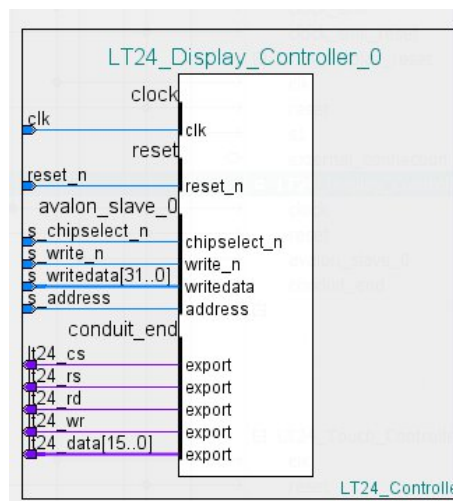 LT24_Display_Controller_0
clock
clk
clk
reset
reset_n
reset_n
avalon_slave_0
s_chipselect_n
chipselect_n
s_write_n
write_n
s_writedata[31..0]
writedata
s_address
address
conduit_end
lt24_cs
export
lt24_rs
export
lt24_rd
export
lt24_wr
export
lt24_data[15..0]
export
LT24_Controlle